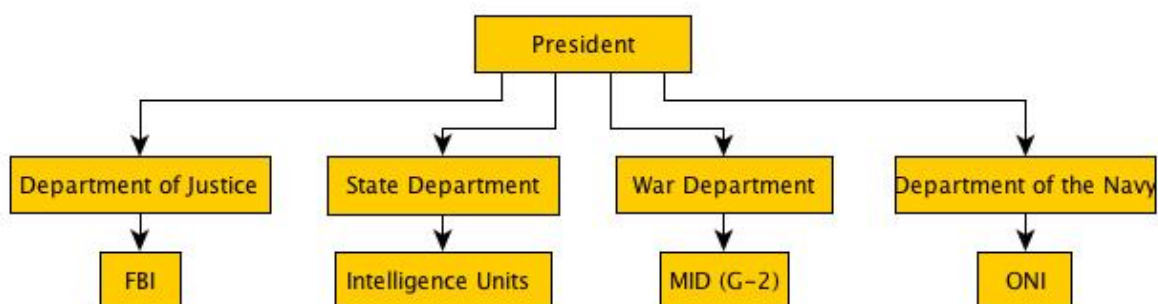 President
Department of Justice
State Department
War Department
Department of the Navy
FBI
Intelligence Units
MID (G-2)
ONI